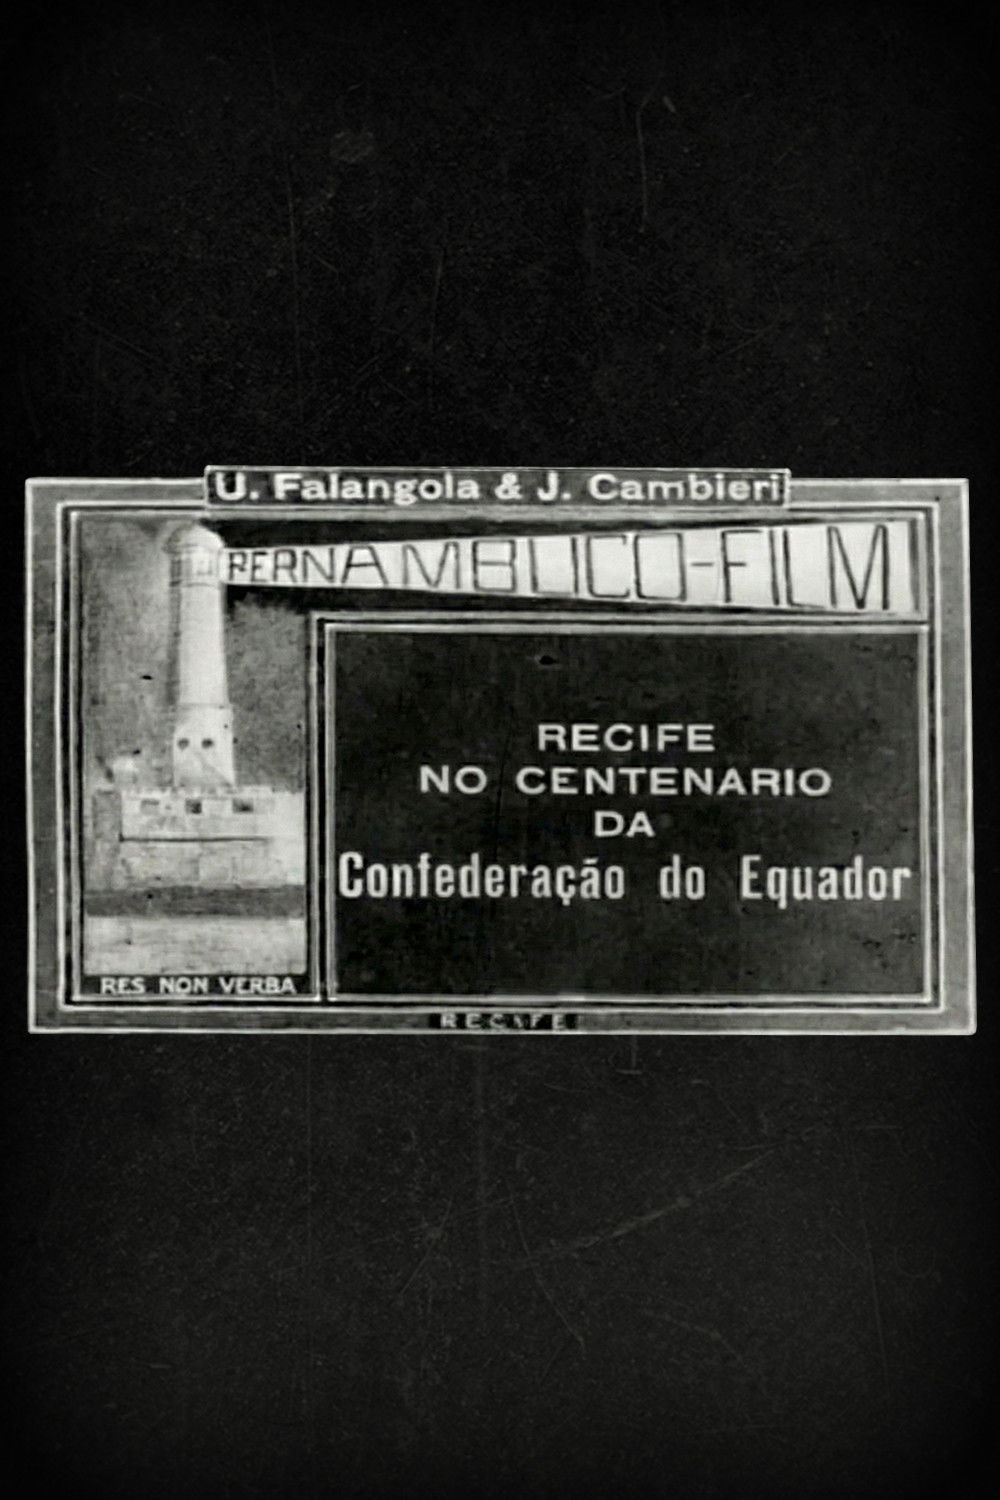 U. Falangola & J. Cambieri
PERNAMBUCO-FILM
RECIFE
NO CENTENARIO
DA
Confederação do Equador
RES NON VERBA
RECIFE